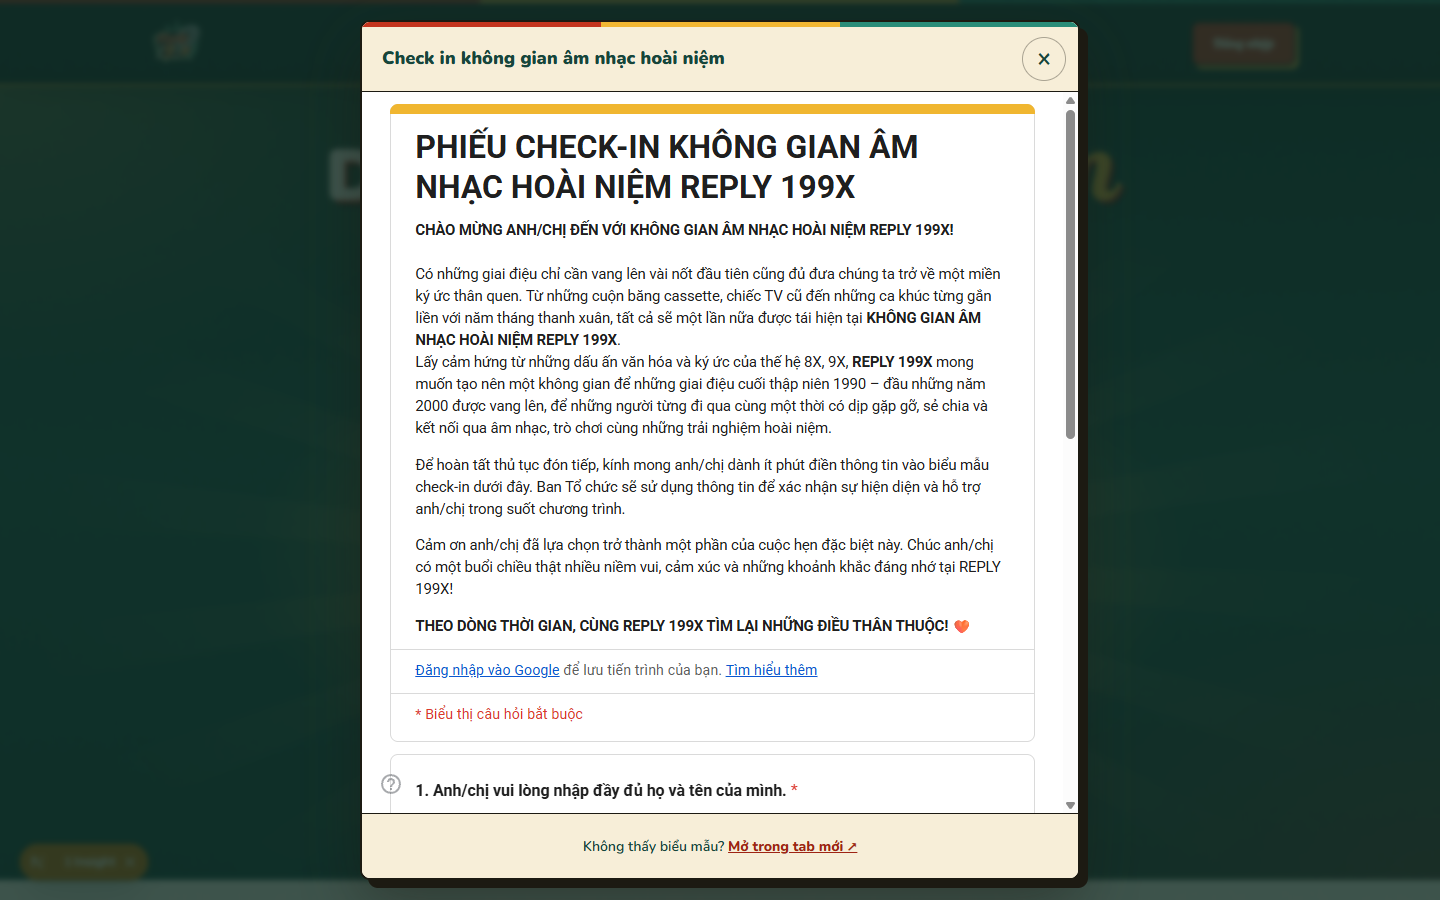 Check in không gian âm nhạc hoài niệm
PHIẾU CHECK-IN KHÔNG GIAN ÂM
NHẠC HOÀI NIỆM REPLY 199X
CHÀO MỪNG ANH/CHỊ ĐẾN VỚI KHÔNG GIAN ÂM NHẠC HOÀI NIỆM REPLY 199X!
Có những giai điệu chỉ cần vang lên vài nốt đầu tiên cũng đủ đưa chúng ta trở về một miền
ký ức thân quen. Từ những cuộn băng cassette, chiếc TV cũ đến những ca khúc từng gắn
liền với năm tháng thanh xuân, tất cả sẽ một lần nữa được tái hiện tại KHÔNG GIAN ÂM
NHẠC HOÀI NIỆM REPLY 199X.
Lấy cảm hứng từ những dấu ấn văn hóa và ký ức của thế hệ 8X, 9X, REPLY 199X mong
muốn tạo nên một không gian để những giai điệu cuối thập niên 1990 – đầu những năm
2000 được vang lên, để những người từng đi qua cùng một thời có dịp gặp gỡ, sẻ chia và
kết nối qua âm nhạc, trò chơi cùng những trải nghiệm hoài niệm.
Để hoàn tất thủ tục đón tiếp, kính mong anh/chị dành ít phút điền thông tin vào biểu mẫu
check-in dưới đây. Ban Tổ chức sẽ sử dụng thông tin để xác nhận sự hiện diện và hỗ trợ
anh/chị trong suốt chương trình.
Cảm ơn anh/chị đã lựa chọn trở thành một phần của cuộc hẹn đặc biệt này. Chúc anh/chị
có một buổi chiều thật nhiều niềm vui, cảm xúc và những khoảnh khắc đáng nhớ tại REPLY
199X!
THEO DÒNG THỜI GIAN, CÙNG REPLY 199X TÌM LẠI NHỮNG ĐIỀU THÂN THUỘC!
Đăng nhập vào Google để lưu tiến trình của bạn. Tìm hiểu thêm
* Biểu thị câu hỏi bắt buộc
1. Anh/chị vui lòng nhập đầy đủ họ và tên của mình. *
Không thấy biểu mẫu? Mở trong tab mới ↗